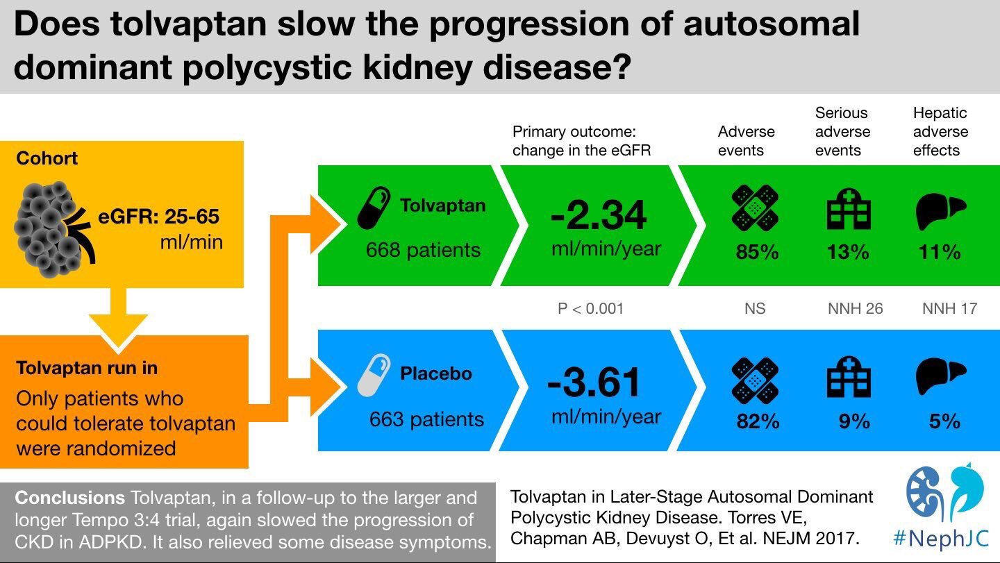 Does tolvaptan slow the progression of autosomal
dominant polycystic kidney disease?
Cohort
eGFR: 25-65
ml/min
Tolvaptan run in
Only patients who
could tolerate tolvaptan
were randomized
Primary outcome:
change in the eGFR
Adverse
events
Serious
adverse
events
Hepatic
adverse
effects
Tolvaptan
668 patients
-2.34
ml/min/year
85%
13%
11%
P < 0.001
NS
NNH 26
NNH 17
Placebo
663 patients
-3.61
ml/min/year
82%
9%
5%
Conclusions Tolvaptan, in a follow-up to the larger and
longer Tempo 3:4 trial, again slowed the progression of
CKD in ADPKD. It also relieved some disease symptoms.
Tolvaptan in Later-Stage Autosomal Dominant
Polycystic Kidney Disease. Torres VE,
Chapman AB, Devuyst O, Et al. NEJM 2017.
#NephJC